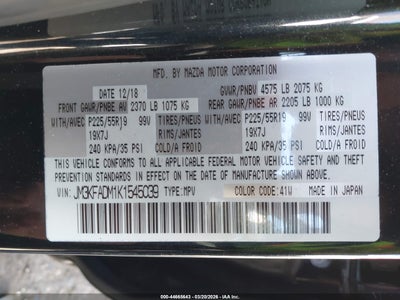 MFD. BY MAZDA MOTOR CORPORATION
DATE 12/18 GVWR/PNBV 4575 LB 2075 KG
FRONT GAWR/PNBE AV 2370 LB 1075 KG REAR GAWR/PNBE AR 2205 LB 1000 KG
WITH/AVEC P225/55R19 99V TIRES/PNEUS WITH/AVEC P225/55R19 99V TIRES/PNEUS
19X7J RIMS/JANTES 19X7J RIMS/JANTES
240 KPA/35 PSI COLD/A FROID 240 KPA/35 PSI COLD/A FROID
THIS VEHICLE CONFORMS TO ALL APPLICABLE FEDERAL MOTOR VEHICLE SAFETY AND
THEFT PREVENTION STANDARDS IN EFFECT ON THE DATE OF MANUFACTURE SHOWN ABOVE.
VIN: JM3KFADM1K1545C39 TYPE: MPV COLOR CODE: 41W MADE IN JAPAN
COPART 44665643 - 03/20/2026 - IAA Inc.